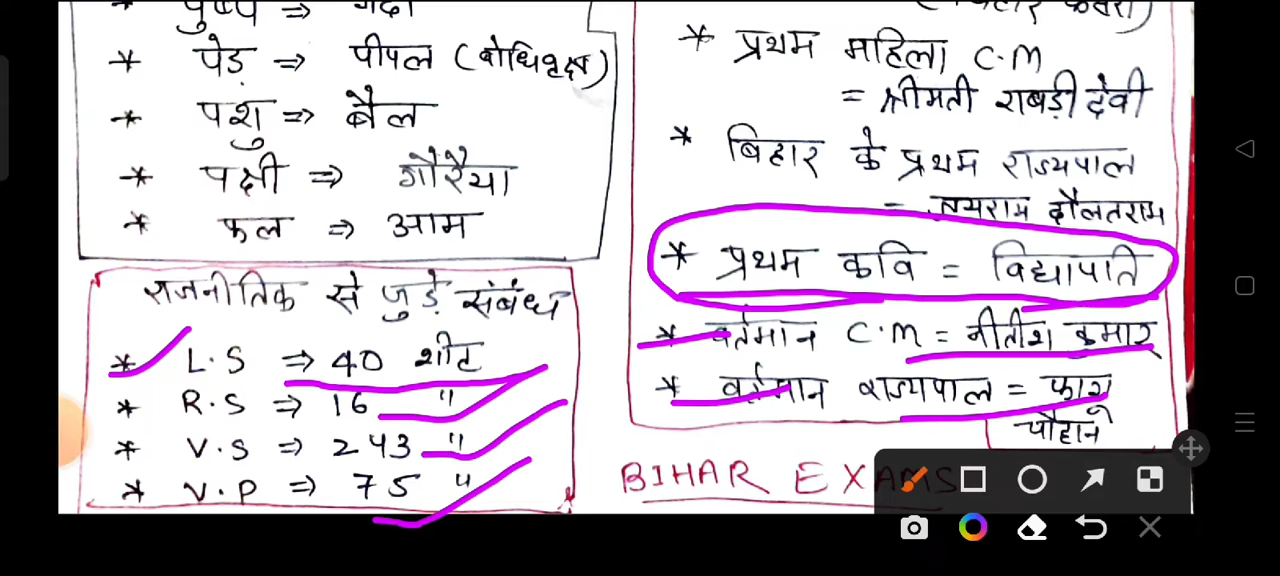 * पुष्प ⇒ गेंदा
* पेड़ ⇒ पीपल (बोधिवृक्ष)
* पशु ⇒ बैल
* पक्षी ⇒ गौरैया
* फल ⇒ आम
राजनीतिक से जुड़े संबंध
* L.S ⇒ 40 शीट
* R.S ⇒ 16 "
* V.S ⇒ 243 "
* V.P ⇒ 75 "
* प्रथम महिला C.M
= श्रीमती राबड़ी देवी
* बिहार के प्रथम राज्यपाल
= जयराम दौलतराम
* प्रथम कवि = विद्यापति
* वर्तमान C.M = नीतीश कुमार
* वर्तमान राज्यपाल = फागु
चौहान
BIHAR EXAMS